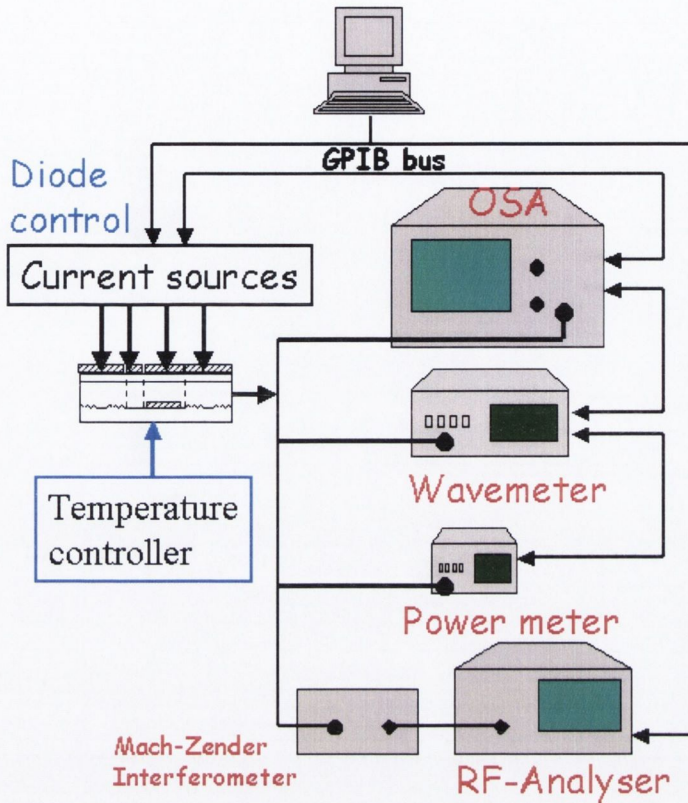 GPIB bus
Diode
control
OSA
Current sources
Wavemeter
Temperature
controller
Power meter
Mach-Zender
Interferometer
RF-Analyser